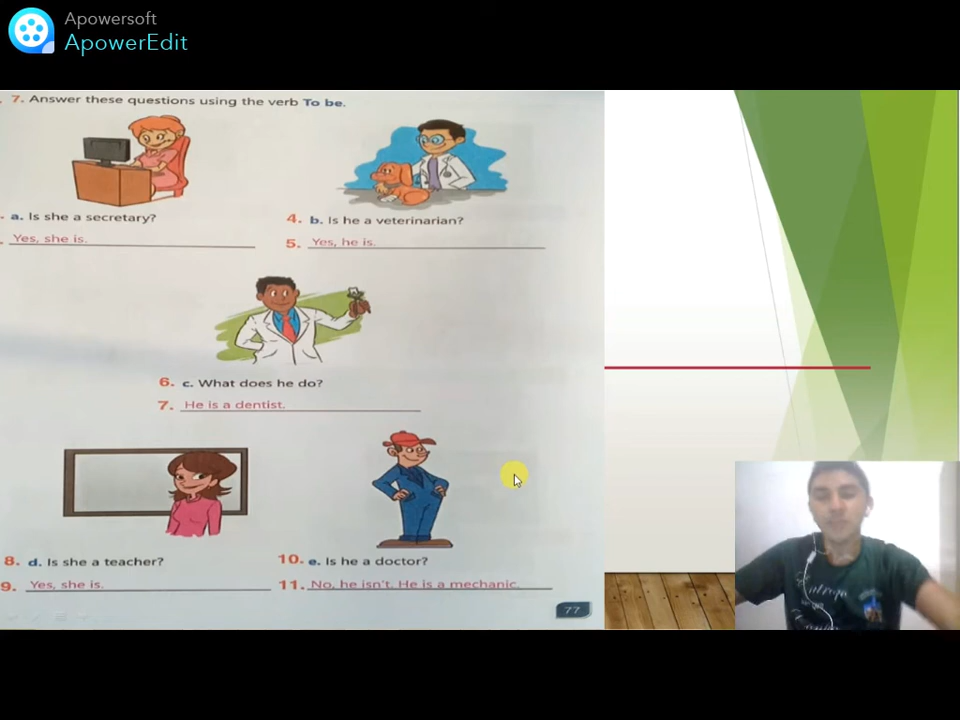 Apowersoft
ApowerEdit
7. Answer these questions using the verb To be.
a. Is she a secretary?
Yes, she is.
4. b. Is he a veterinarian?
5. Yes, he is.
6. c. What does he do?
7. He is a dentist.
8. d. Is she a teacher?
9. Yes, she is.
10. e. Is he a doctor?
11. No, he isn't. He is a mechanic.
77